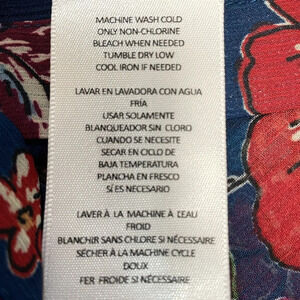 MACHINE WASH COLD
ONLY NON-CHLORINE
BLEACH WHEN NEEDED
TUMBLE DRY LOW
COOL IRON IF NEEDED
LAVAR EN LAVADORA CON AGUA
FRÍA
USAR SOLAMENTE
BLANQUEADOR SIN CLORO
CUANDO SE NECESITE
SECAR EN CICLO DE
BAJA TEMPERATURA
PLANCHA EN FRESCO
SÍ ES NECESARIO
LAVER À LA MACHINE À L'EAU
FROID
BLANCHIR SANS CHLORE SI NÉCESSAIRE
SÉCHER À LA MACHINE CYCLE
DOUX
FER FROIDE SI NÉCESSAIRE